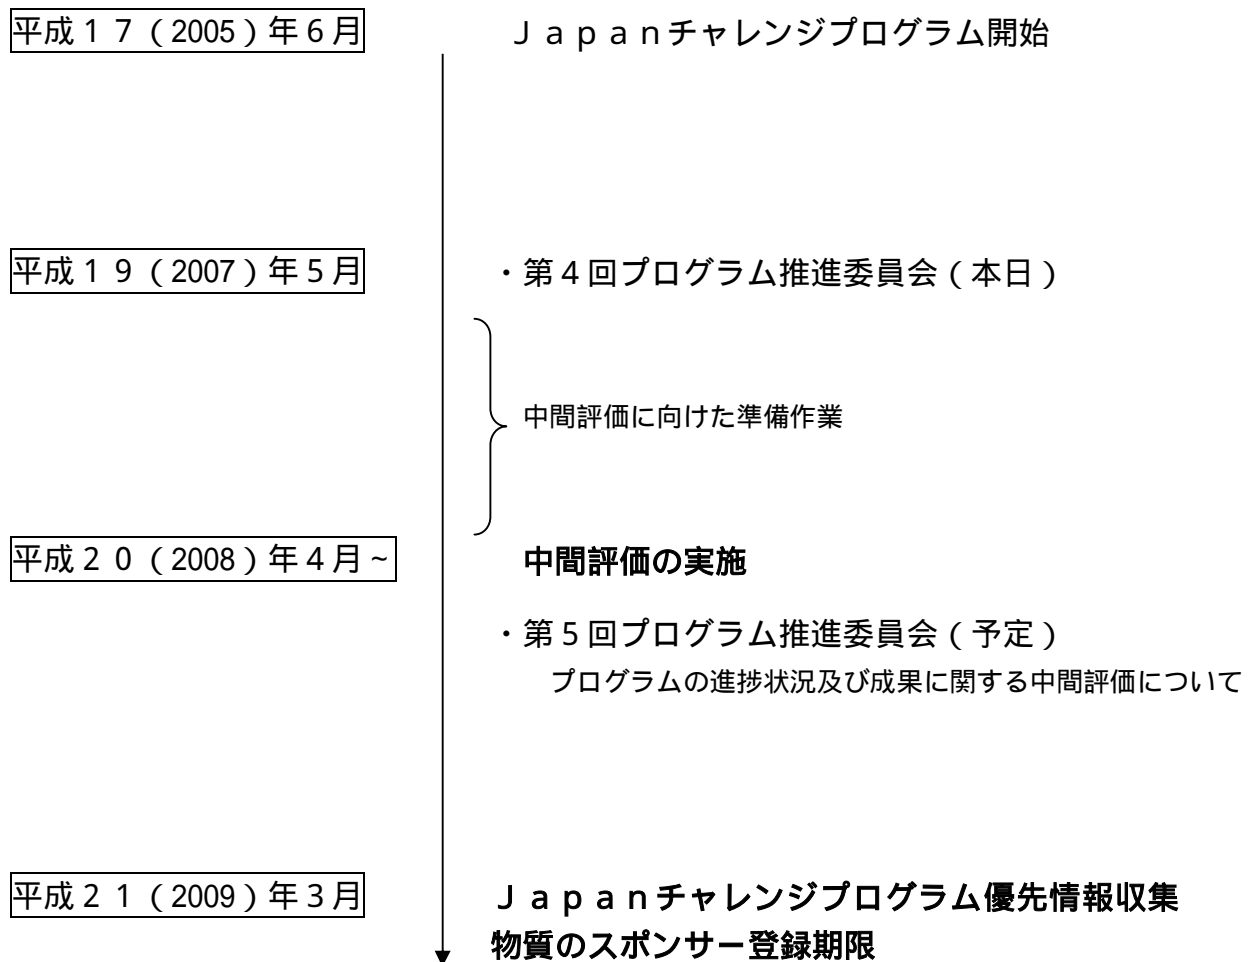 平成１７（2005）年６月
Ｊａｐａｎチャレンジプログラム開始
平成１９（2007）年５月
・第４回プログラム推進委員会（本日）
中間評価に向けた準備作業
平成２０（2008）年４月～
中間評価の実施
・第５回プログラム推進委員会（予定）
プログラムの進捗状況及び成果に関する中間評価について
平成２１（2009）年３月
Ｊａｐａｎチャレンジプログラム優先情報収集
物質のスポンサー登録期限